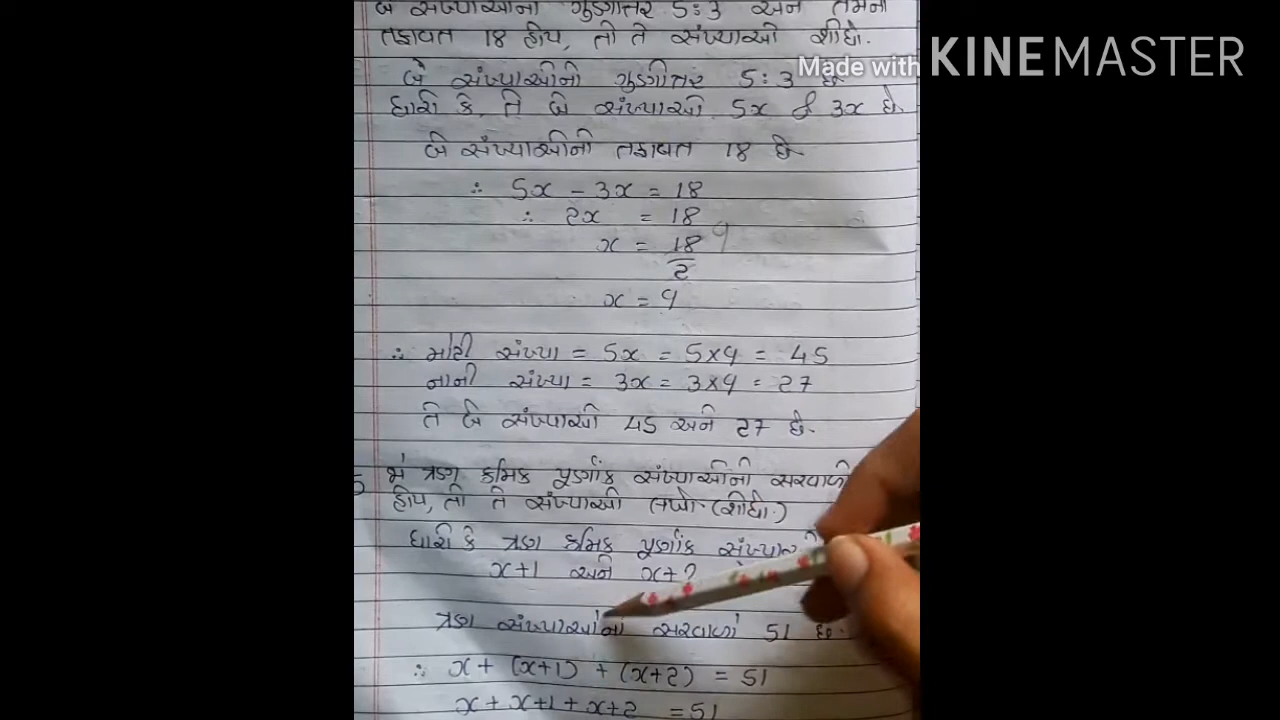 બે સંખ્યાઓનો ગુણોત્તર 5:3 અને તેમનો
તફાવત 18 હોય, તો તે સંખ્યાઓ શોધો.
Made with KINEMASTER
બે સંખ્યાઓનો ગુણોત્તર 5:3 છે
ધારો કે, તે બે સંખ્યાઓ 5x ને 3x છે.
બે સંખ્યાઓનો તફાવત 18 છે.
∴ 5x - 3x = 18
∴ 2x = 18
x = 18/2 9
x = 9
∴ મોટી સંખ્યા = 5x = 5×9 = 45
નાની સંખ્યા = 3x = 3×9 = 27
તે બે સંખ્યાઓ 45 અને 27 છે.
5 જો ત્રણ ક્રમિક પૂર્ણાંક સંખ્યાઓનો
હોય, તો તે સંખ્યાઓ (શોધો.)
ધારો કે ત્રણ ક્રમિક પૂર્ણાંક
x+1 અને x+2
ત્રણ સંખ્યાઓનો સરવાળો 51 છે.
∴ x + (x+1) + (x+2) = 51
x + x+1 + x+2 = 51